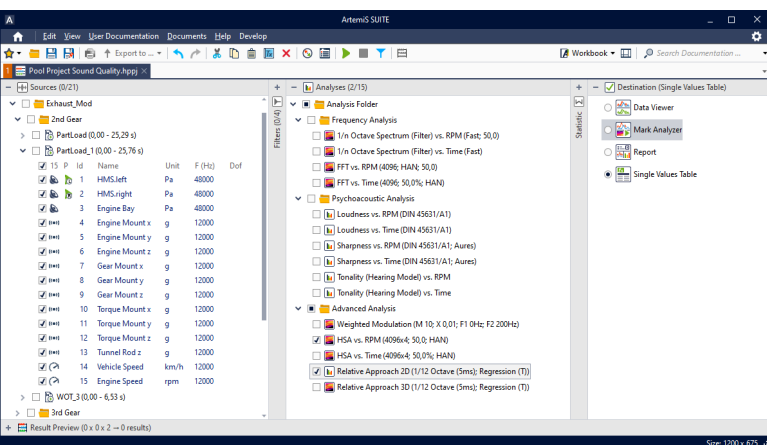 ArtemiS SUITE
Edit View User Documentation Documents Help Develop
Export to ... Workbook Search Documentation ...
1 Pool Project Sound Quality.hppj
Sources (0/21)
Exhaust_Mod
2nd Gear
PartLoad (0,00 - 25,29 s)
PartLoad_1 (0,00 - 25,76 s)
15 P Id Name Unit F (Hz) Dof
1 HMS.left Pa 48000
2 HMS.right Pa 48000
3 Engine Bay Pa 48000
4 Engine Mount x g 12000
5 Engine Mount y g 12000
6 Engine Mount z g 12000
7 Gear Mount x g 12000
8 Gear Mount y g 12000
9 Gear Mount z g 12000
10 Torque Mount x g 12000
11 Torque Mount y g 12000
12 Torque Mount z g 12000
13 Tunnel Rod z g 12000
14 Vehicle Speed km/h 12000
15 Engine Speed rpm 12000
WOT_3 (0,00 - 6,53 s)
3rd Gear
Filters (0/4)
Analyses (2/15)
Analysis Folder
Frequency Analysis
1/n Octave Spectrum (Filter) vs. RPM (Fast; 50,0)
1/n Octave Spectrum (Filter) vs. Time (Fast)
FFT vs. RPM (4096; HAN; 50,0)
FFT vs. Time (4096; 50,0%; HAN)
Psychoacoustic Analysis
Loudness vs. RPM (DIN 45631/A1)
Loudness vs. Time (DIN 45631/A1)
Sharpness vs. RPM (DIN 45631/A1; Aures)
Sharpness vs. Time (DIN 45631/A1; Aures)
Tonality (Hearing Model) vs. RPM
Tonality (Hearing Model) vs. Time
Advanced Analysis
Weighted Modulation (M 10; X 0,01; F1 0Hz; F2 200Hz)
HSA vs. RPM (4096x4; 50,0; HAN)
HSA vs. Time (4096x4; 50,0%; HAN)
Relative Approach 2D (1/12 Octave (5ms); Regression (T))
Relative Approach 3D (1/12 Octave (5ms); Regression (T))
Statistic
Destination (Single Values Table)
Data Viewer
Mark Analyzer
Report
Single Values Table
Result Preview (0 x 0 x 2 → 0 results)
Size: 1200 x 675